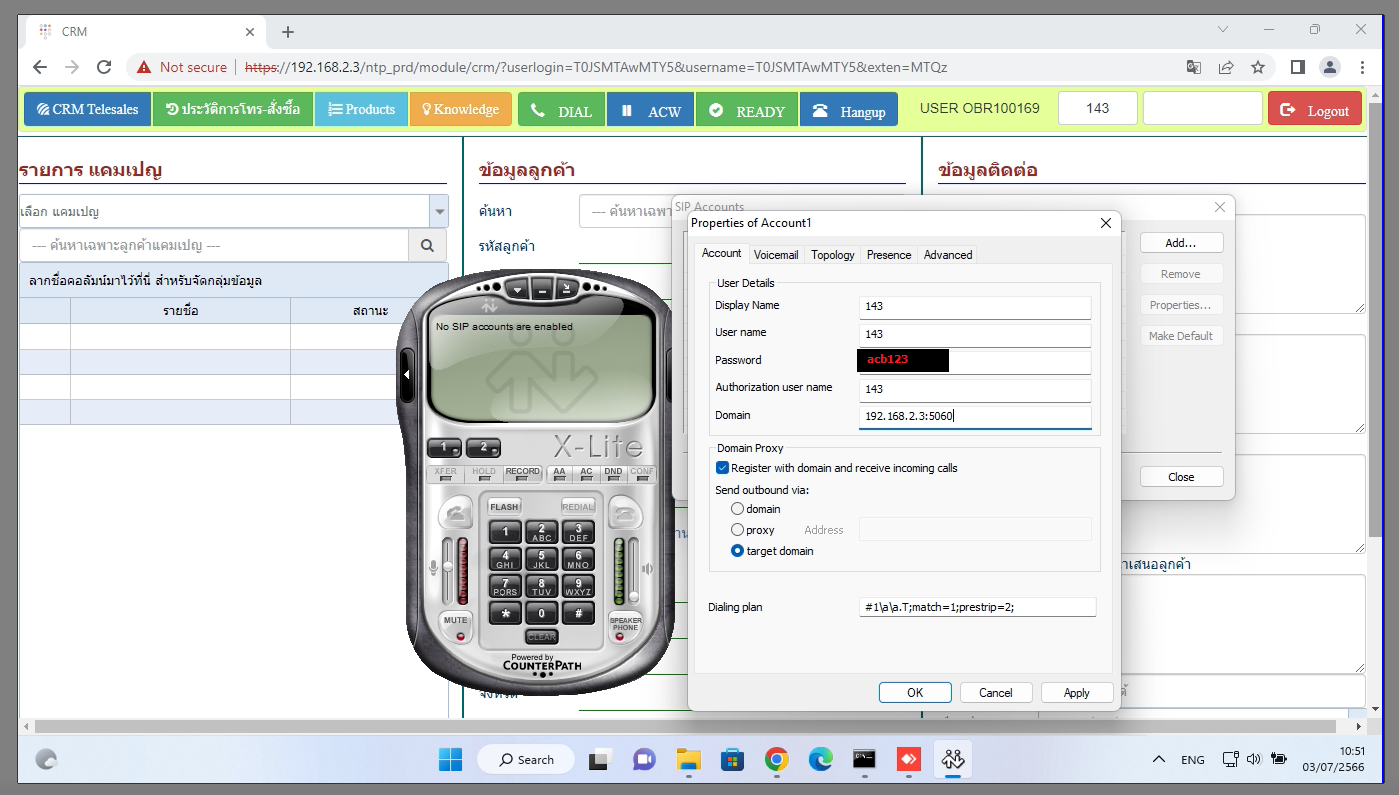 CRM
Not secure https://192.168.2.3/ntp_prd/module/crm/?userlogin=T0JSMTAwMTY5&username=T0JSMTAwMTY5&exten=MTQz
CRM Telesales ประวัติการโทร-สั่งซื้อ Products Knowledge DIAL ACW READY Hangup USER OBR100169 143 Logout
รายการ แคมเปญ
เลือก แคมเปญ
--- ค้นหาเฉพาะลูกค้าแคมเปญ ---
ลากชื่อคอลัมน์มาไว้ที่นี่ สำหรับจัดกลุ่มข้อมูล
รายชื่อ สถานะ
ข้อมูลลูกค้า
ค้นหา --- ค้นหาเฉพา
รหัสลูกค้า
ข้อมูลติดต่อ
าเสนอลูกค้า
SIP Accounts
Add...
Remove
Properties...
Make Default
Close
Properties of Account1
Account Voicemail Topology Presence Advanced
User Details
Display Name 143
User name 143
Password acb123
Authorization user name 143
Domain 192.168.2.3:5060
Domain Proxy
Register with domain and receive incoming calls
Send outbound via:
domain
proxy Address
target domain
Dialing plan #1\a\a.T;match=1;prestrip=2;
OK Cancel Apply
No SIP accounts are enabled
1 2 X-Lite
XFER HOLD RECORD AA AC DND CONF
FLASH REDIAL
1 2 ABC 3 DEF
4 GHI 5 JKL 6 MNO
7 PQRS 8 TUV 9 WXYZ
* 0 #
MUTE CLEAR SPEAKER PHONE
Powered by
COUNTERPATH
Search
ENG
10:51
03/07/2566